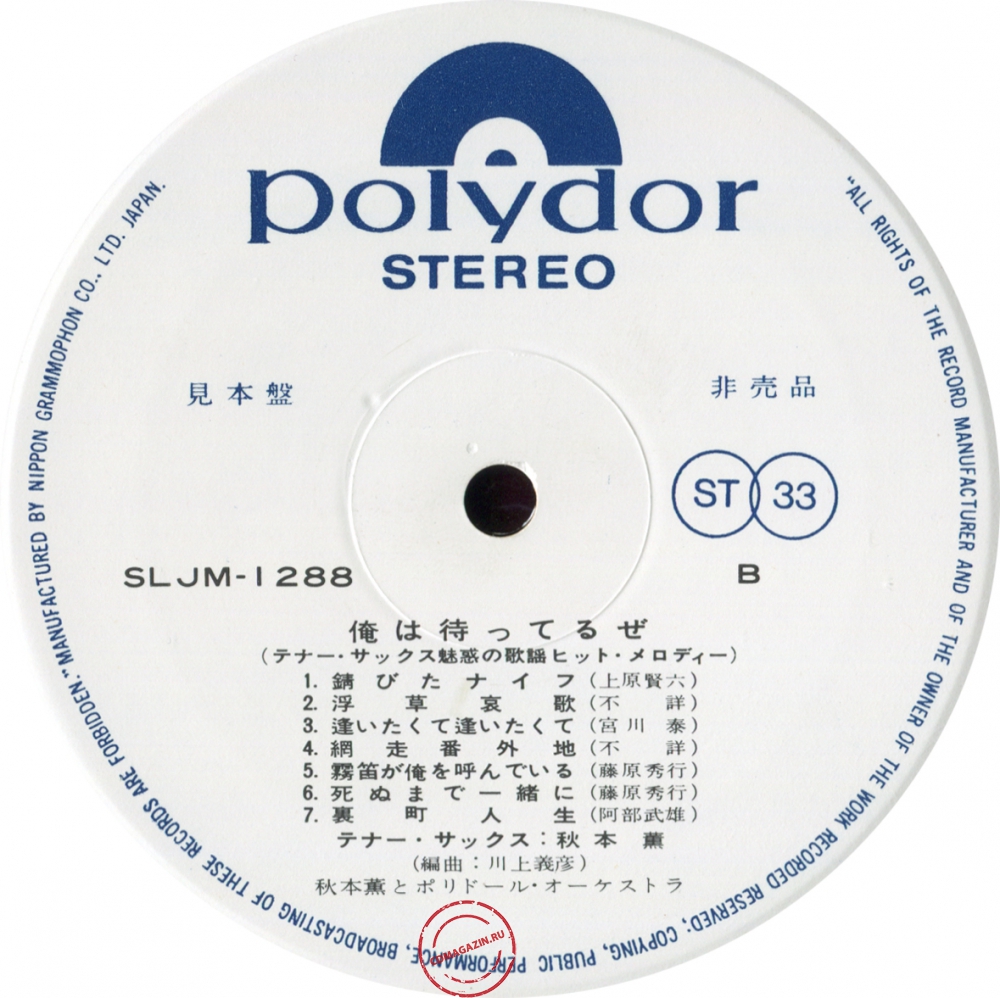 polydor
STEREO
見本盤
非売品
ST 33
SLJM-1288
B
俺は待ってるぜ
(テナー・サックス魅惑の歌謡ヒット・メロディー)
1. 錆びたナイフ (上原賢六)
2. 浮草哀歌 (不詳)
3. 逢いたくて逢いたくて (宮川泰)
4. 網走番外地 (不詳)
5. 霧笛が俺を呼んでいる (藤原秀行)
6. 死ぬまで一緒に (藤原秀行)
7. 裏町人生 (阿部武雄)
テナー・サックス：秋本薫
(編曲：川上義彦)
秋本薫とポリドール・オーケストラ
"ALL RIGHTS OF THE RECORD MANUFACTURER AND OF THE OWNER OF THE WORK RECORDED RESERVED; COPYING, PUBLIC PERFORMANCE, BROADCASTING OF THESE RECORDS ARE FORBIDDEN." MANUFACTURED BY NIPPON GRAMMOPHON CO., LTD. JAPAN.
CDMAGAZIN.RU